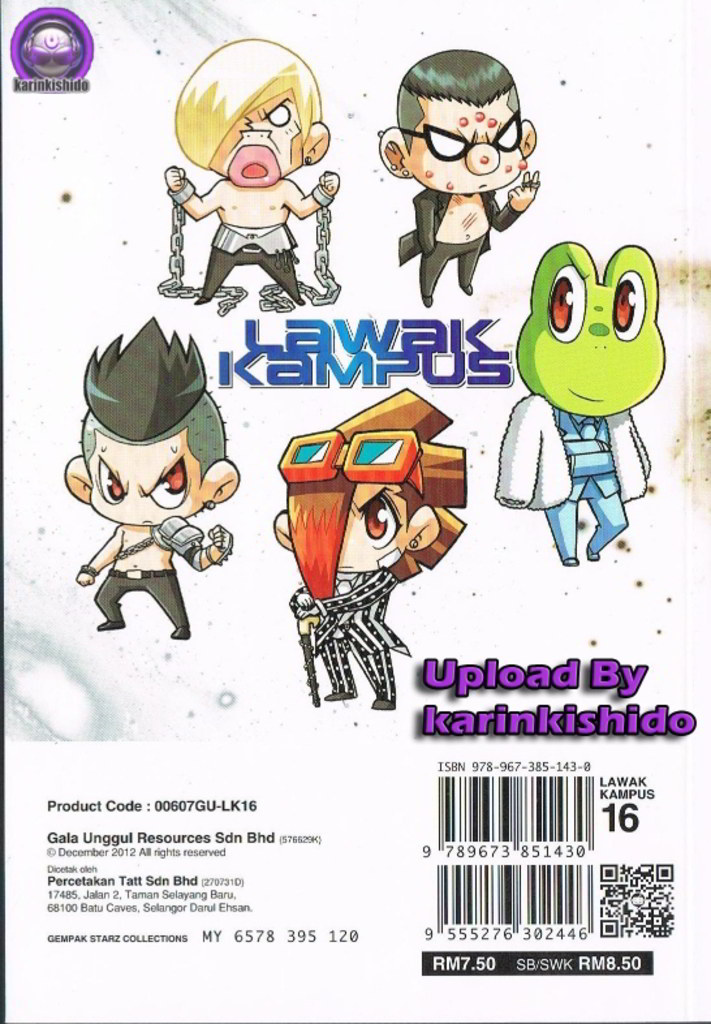 karinkishido
LAWAK
KAMPUS
Upload By
karinkishido
ISBN 978-967-385-143-0
LAWAK
KAMPUS
16
9 789673 851430
Product Code : 00607GU-LK16
Gala Unggul Resources Sdn Bhd (576629K)
© December 2012 All rights reserved
Dicetak oleh
Percetakan Tatt Sdn Bhd (270731D)
17485, Jalan 2, Taman Selayang Baru,
68100 Batu Caves, Selangor Darul Ehsan.
GEMPAK STARZ COLLECTIONS MY 6578 395 120
9 555276 302446
RM7.50 SB/SWK RM8.50